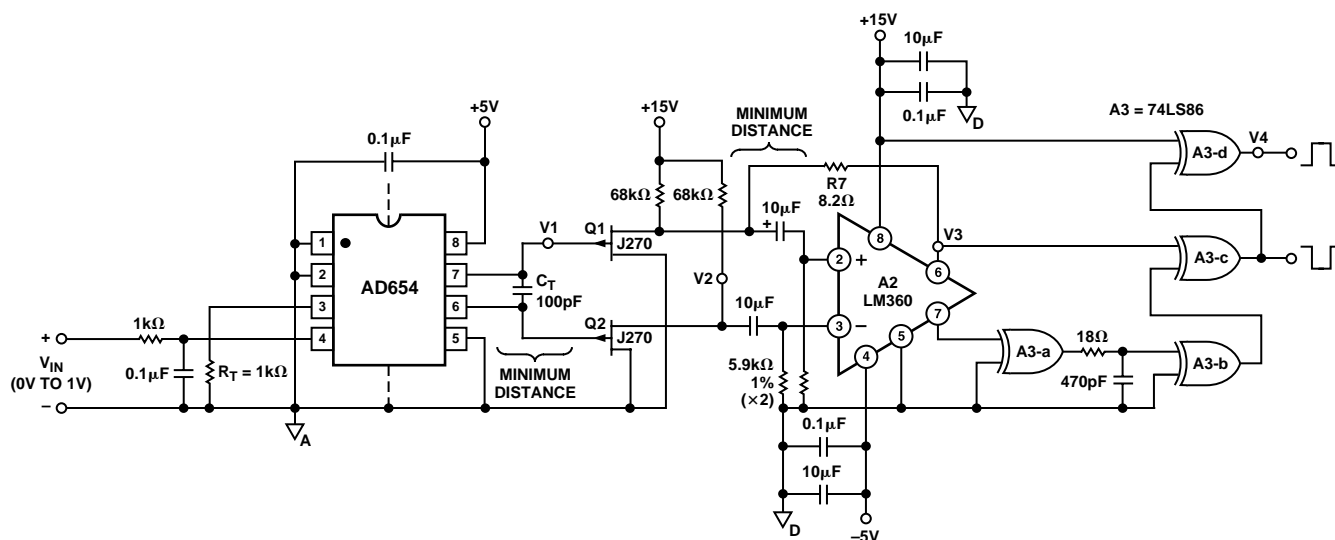 +15V
10µF
0.1µF
D
A3 = 74LS86
+5V
0.1µF
+15V
MINIMUM
DISTANCE
68kΩ
68kΩ
R7
8.2Ω
10µF
+
A3-d
V4
1
2
3
4
8
7
6
5
AD654
V1
CT
100pF
Q1
J270
Q2
J270
V2
10µF
MINIMUM
DISTANCE
8
2
+
3
−
A2
LM360
V3
6
7
5
4
A3-c
A3-a
18Ω
470pF
A3-b
+
VIN
(0V TO 1V)
−
1kΩ
0.1µF
RT = 1kΩ
A
5.9kΩ
1%
(×2)
0.1µF
10µF
D
−5V